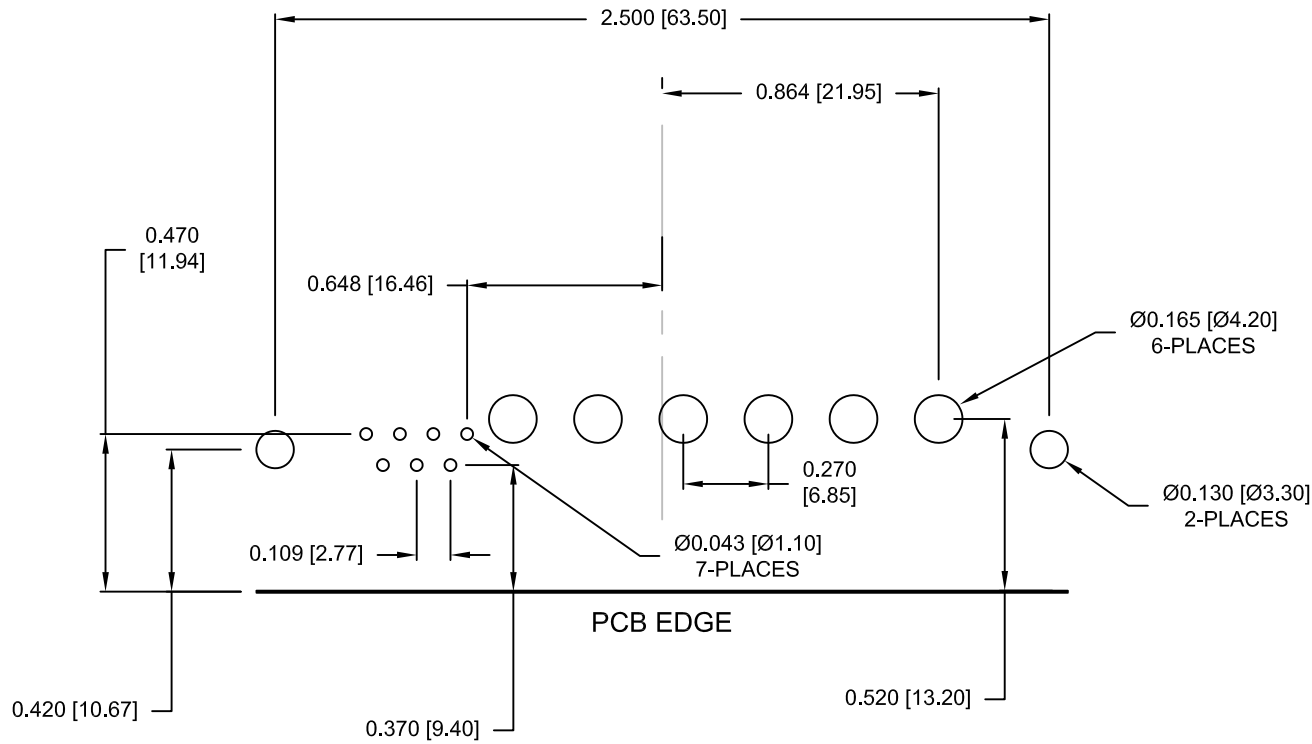 2.500 [63.50]
0.864 [21.95]
0.470
[11.94]
0.648 [16.46]
Ø0.165 [Ø4.20]
6-PLACES
0.270
[6.85]
Ø0.130 [Ø3.30]
2-PLACES
0.109 [2.77]
Ø0.043 [Ø1.10]
7-PLACES
PCB EDGE
0.420 [10.67]
0.370 [9.40]
0.520 [13.20]